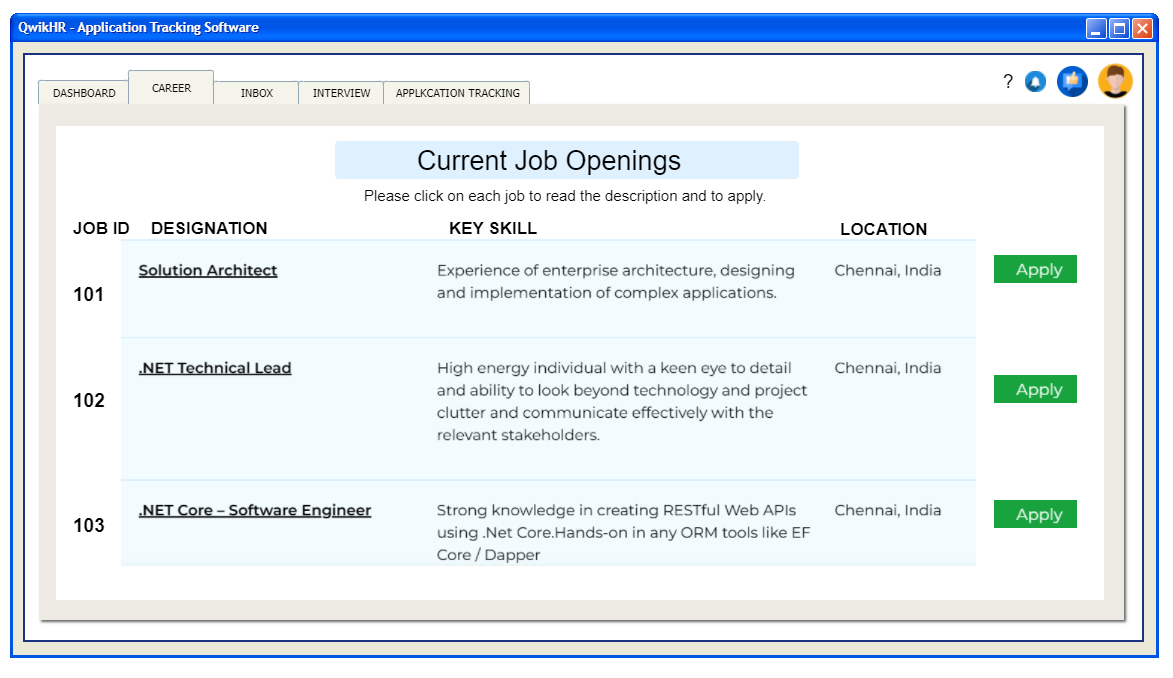 QwikHR - Application Tracking Software
?
DASHBOARD CAREER INBOX INTERVIEW APPLKCATION TRACKING
Current Job Openings
Please click on each job to read the description and to apply.
JOB ID DESIGNATION KEY SKILL LOCATION
101 Solution Architect Experience of enterprise architecture, designing Chennai, India Apply
and implementation of complex applications.
102 .NET Technical Lead High energy individual with a keen eye to detail Chennai, India Apply
and ability to look beyond technology and project
clutter and communicate effectively with the
relevant stakeholders.
103 .NET Core – Software Engineer Strong knowledge in creating RESTful Web APIs Chennai, India Apply
using .Net Core.Hands-on in any ORM tools like EF
Core / Dapper